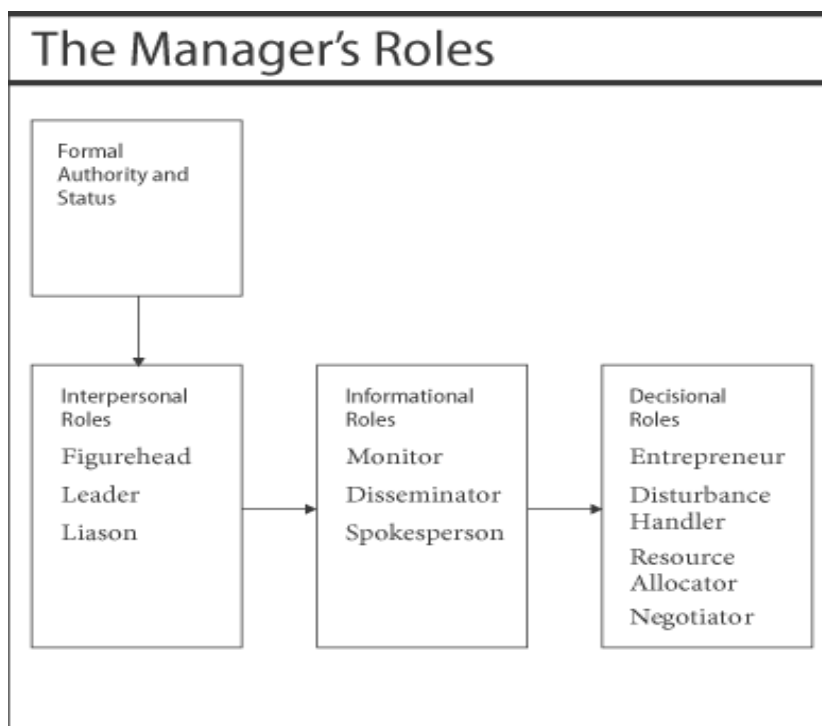 The Manager's Roles
Formal
Authority and
Status
Interpersonal
Roles
Figurehead
Leader
Liason
Informational
Roles
Monitor
Disseminator
Spokesperson
Decisional
Roles
Entrepreneur
Disturbance
Handler
Resource
Allocator
Negotiator